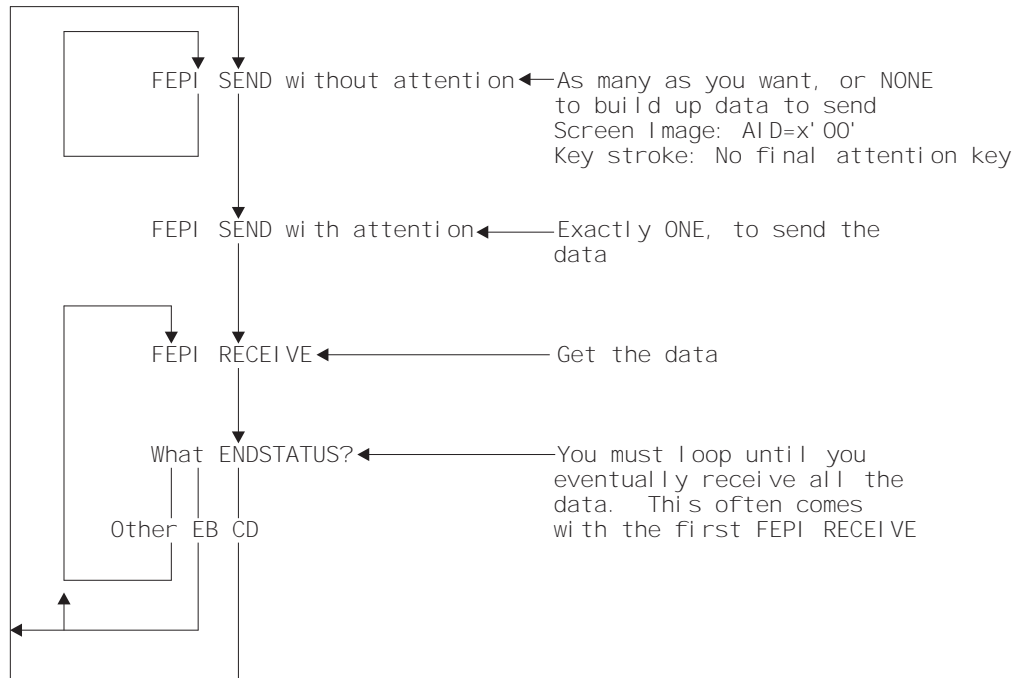 FEPI SEND without attention
As many as you want, or NONE
to build up data to send
Screen Image: AID=x'00'
Key stroke: No final attention key
FEPI SEND with attention
Exactly ONE, to send the
data
FEPI RECEIVE
Get the data
What ENDSTATUS?
You must loop until you
eventually receive all the
data. This often comes
with the first FEPI RECEIVE
Other EB CD